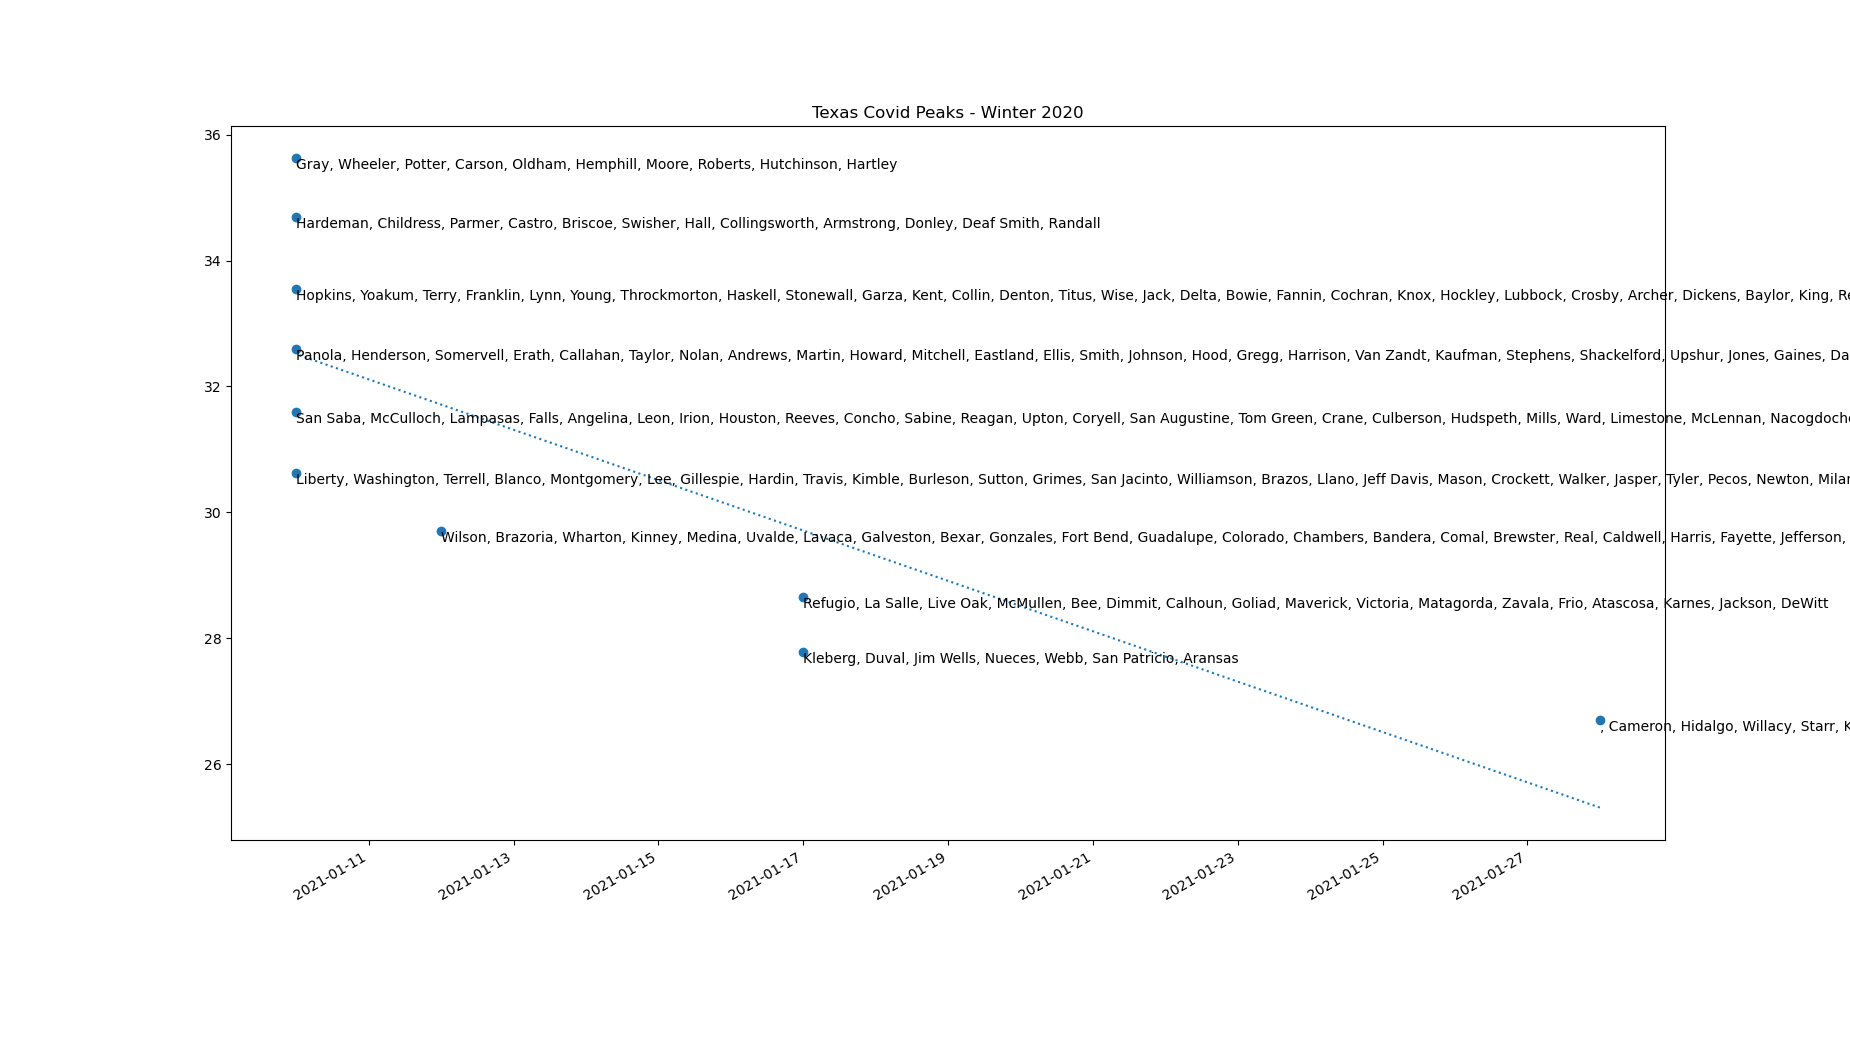 Texas Covid Peaks - Winter 2020
36
Gray, Wheeler, Potter, Carson, Oldham, Hemphill, Moore, Roberts, Hutchinson, Hartley
Hardeman, Childress, Parmer, Castro, Briscoe, Swisher, Hall, Collingsworth, Armstrong, Donley, Deaf Smith, Randall
34
Hopkins, Yoakum, Terry, Franklin, Lynn, Young, Throckmorton, Haskell, Stonewall, Garza, Kent, Collin, Denton, Titus, Wise, Jack, Delta, Bowie, Fannin, Cochran, Knox, Hockley, Lubbock, Crosby, Archer, Dickens, Baylor, King,
Panola, Henderson, Somervell, Erath, Callahan, Taylor, Nolan, Andrews, Martin, Howard, Mitchell, Eastland, Ellis, Smith, Johnson, Hood, Gregg, Harrison, Van Zandt, Kaufman, Stephens, Shackelford, Upshur, Jones, Gaines, Da
32
San Saba, McCulloch, Lampasas, Falls, Angelina, Leon, Irion, Houston, Reeves, Concho, Sabine, Reagan, Upton, Coryell, San Augustine, Tom Green, Crane, Culberson, Hudspeth, Mills, Ward, Limestone, McLennan, Nacogdoch
Liberty, Washington, Terrell, Blanco, Montgomery, Lee, Gillespie, Hardin, Travis, Kimble, Burleson, Sutton, Grimes, San Jacinto, Williamson, Brazos, Llano, Jeff Davis, Mason, Crockett, Walker, Jasper, Tyler, Pecos, Newton, Mila
30
Wilson, Brazoria, Wharton, Kinney, Medina, Uvalde, Lavaca, Galveston, Bexar, Gonzales, Fort Bend, Guadalupe, Colorado, Chambers, Bandera, Comal, Brewster, Real, Caldwell, Harris, Fayette, Jefferson,
Refugio, La Salle, Live Oak, McMullen, Bee, Dimmit, Calhoun, Goliad, Maverick, Victoria, Matagorda, Zavala, Frio, Atascosa, Karnes, Jackson, DeWitt
28
Kleberg, Duval, Jim Wells, Nueces, Webb, San Patricio, Aransas
, Cameron, Hidalgo, Willacy, Starr, K
26
2021-01-11
2021-01-13
2021-01-15
2021-01-17
2021-01-19
2021-01-21
2021-01-23
2021-01-25
2021-01-27